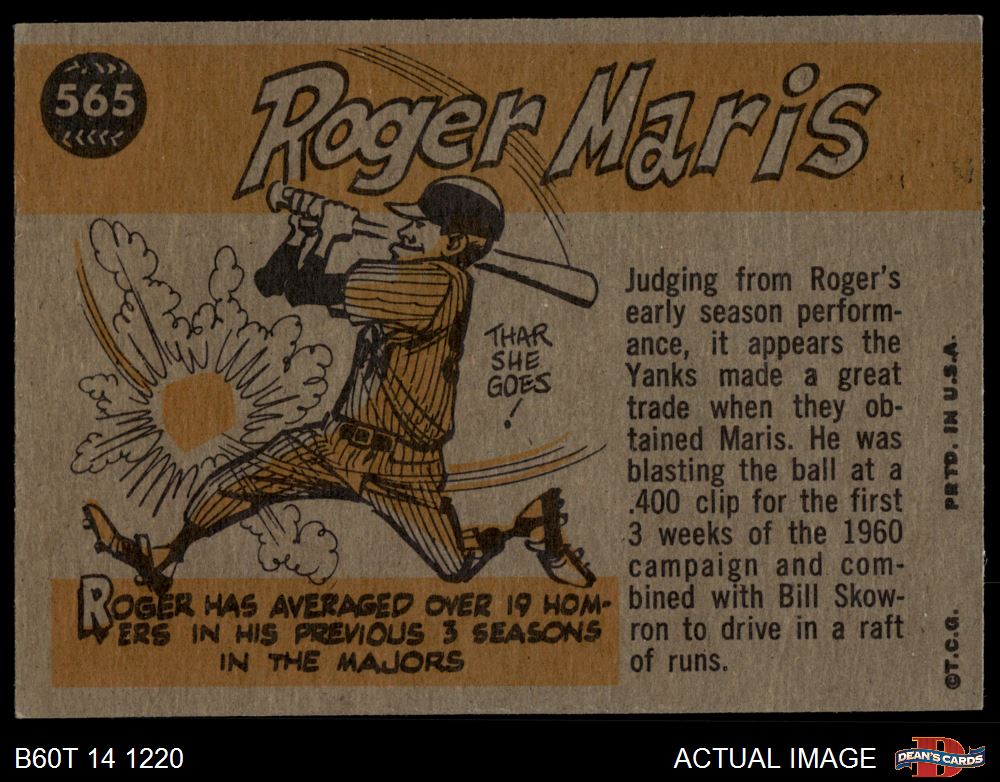 565
Roger Maris
THAR
SHE
GOES
!
Judging from Roger's
early season perform-
ance, it appears the
Yanks made a great
trade when they ob-
tained Maris. He was
blasting the ball at a
.400 clip for the first
3 weeks of the 1960
campaign and com-
bined with Bill Skow-
ron to drive in a raft
of runs.
ROGER HAS AVERAGED OVER 19 HOM-
ERS IN HIS PREVIOUS 3 SEASONS
IN THE MAJORS
©T.C.G. PRTD. IN U.S.A.
B60T 14 1220
ACTUAL IMAGE
D
DEAN'S CARDS